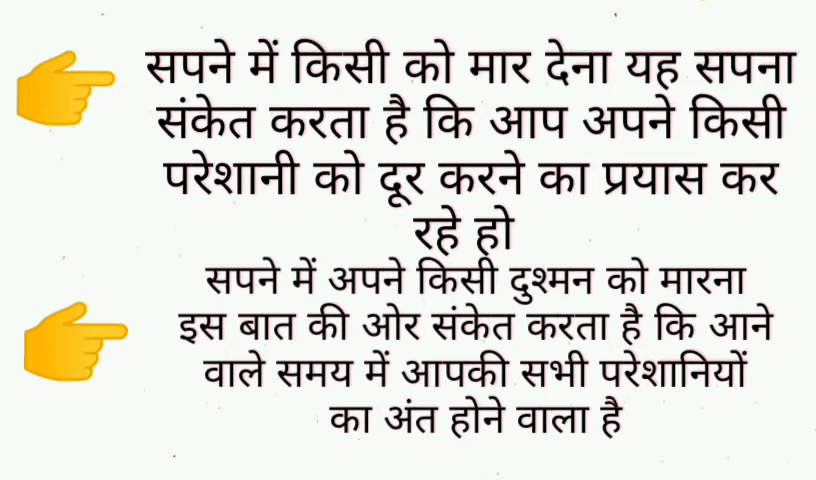 सपने में किसी को मार देना यह सपना
संकेत करता है कि आप अपने किसी
परेशानी को दूर करने का प्रयास कर
रहे हो
सपने में अपने किसी दुश्मन को मारना
इस बात की ओर संकेत करता है कि आने
वाले समय में आपकी सभी परेशानियों
का अंत होने वाला है